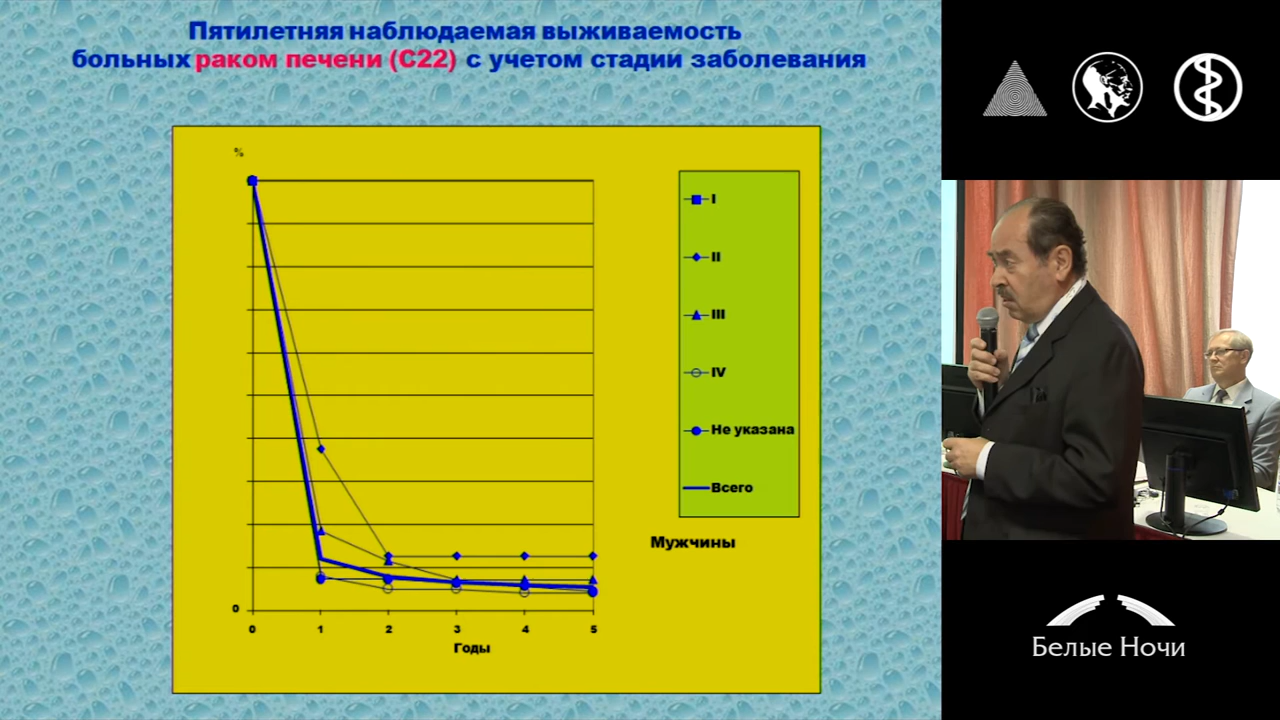 Пятилетняя наблюдаемая выживаемость
больных раком печени (С22) с учетом стадии заболевания
%
I
II
III
IV
Не указана
Всего
Мужчины
0
0 1 2 3 4 5
Годы
Белые Ночи